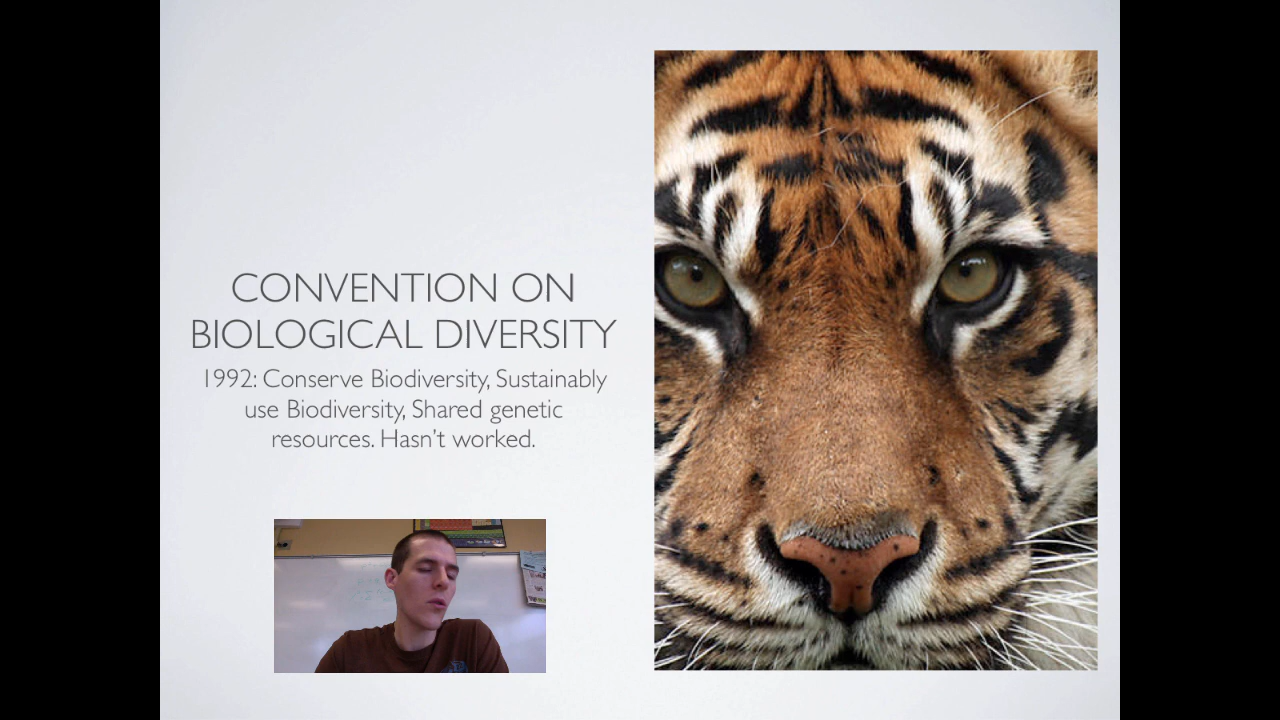 CONVENTION ON
BIOLOGICAL DIVERSITY
1992: Conserve Biodiversity, Sustainably
use Biodiversity, Shared genetic
resources. Hasn't worked.